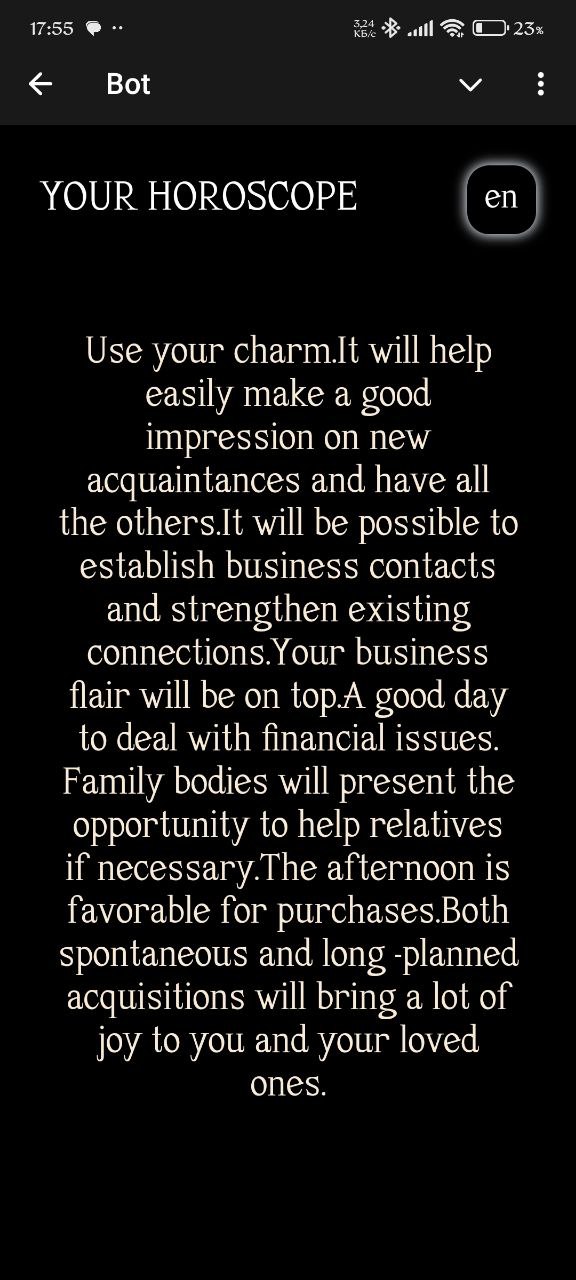 17:55
3,24
КБ/с
23%
Bot
YOUR HOROSCOPE
en
Use your charm.It will help
easily make a good
impression on new
acquaintances and have all
the others.It will be possible to
establish business contacts
and strengthen existing
connections.Your business
flair will be on top.A good day
to deal with financial issues.
Family bodies will present the
opportunity to help relatives
if necessary.The afternoon is
favorable for purchases.Both
spontaneous and long -planned
acquisitions will bring a lot of
joy to you and your loved
ones.